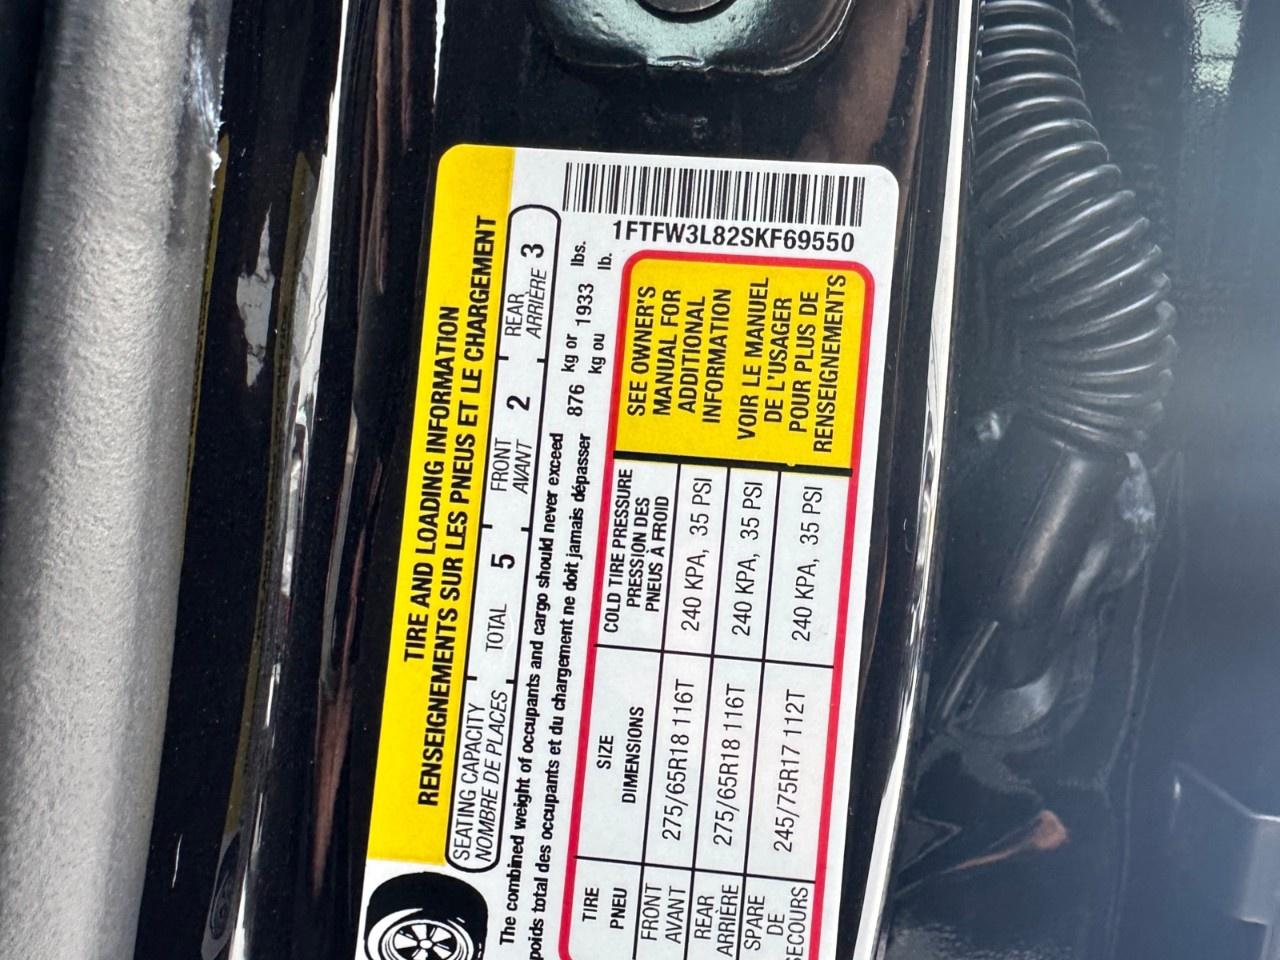 TIRE AND LOADING INFORMATION
RENSEIGNEMENTS SUR LES PNEUS ET LE CHARGEMENT
SEATING CAPACITY
NOMBRE DE PLACES
TOTAL 5
FRONT
AVANT
2
REAR
ARRIÈRE
3
The combined weight of occupants and cargo should never exceed 876 kg or 1933 lbs.
poids total des occupants et du chargement ne doit jamais dépasser kg ou lb.
TIRE
PNEU
SIZE
DIMENSIONS
COLD TIRE PRESSURE
PRESSION DES
PNEUS À FROID
FRONT
AVANT
275/65R18 116T
240 KPA, 35 PSI
REAR
ARRIÈRE
275/65R18 116T
240 KPA, 35 PSI
SPARE
DE
SECOURS
245/75R17 112T
240 KPA, 35 PSI
SEE OWNER'S
MANUAL FOR
ADDITIONAL
INFORMATION
VOIR LE MANUEL
DE L'USAGER
POUR PLUS DE
RENSEIGNEMENTS
1FTFW3L82SKF69550